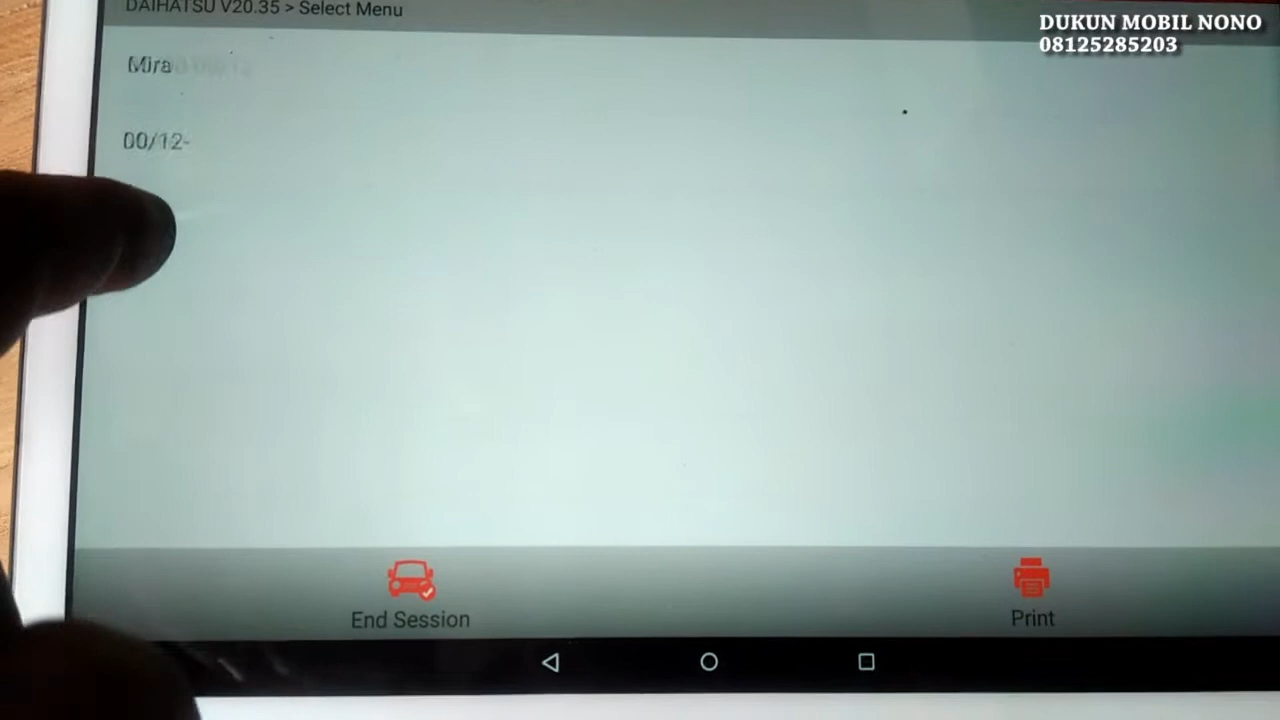 DAIHATSU V20.35 > Select Menu
DUKUN MOBIL NONO
08125285203
Mira
00/12-
End Session
Print